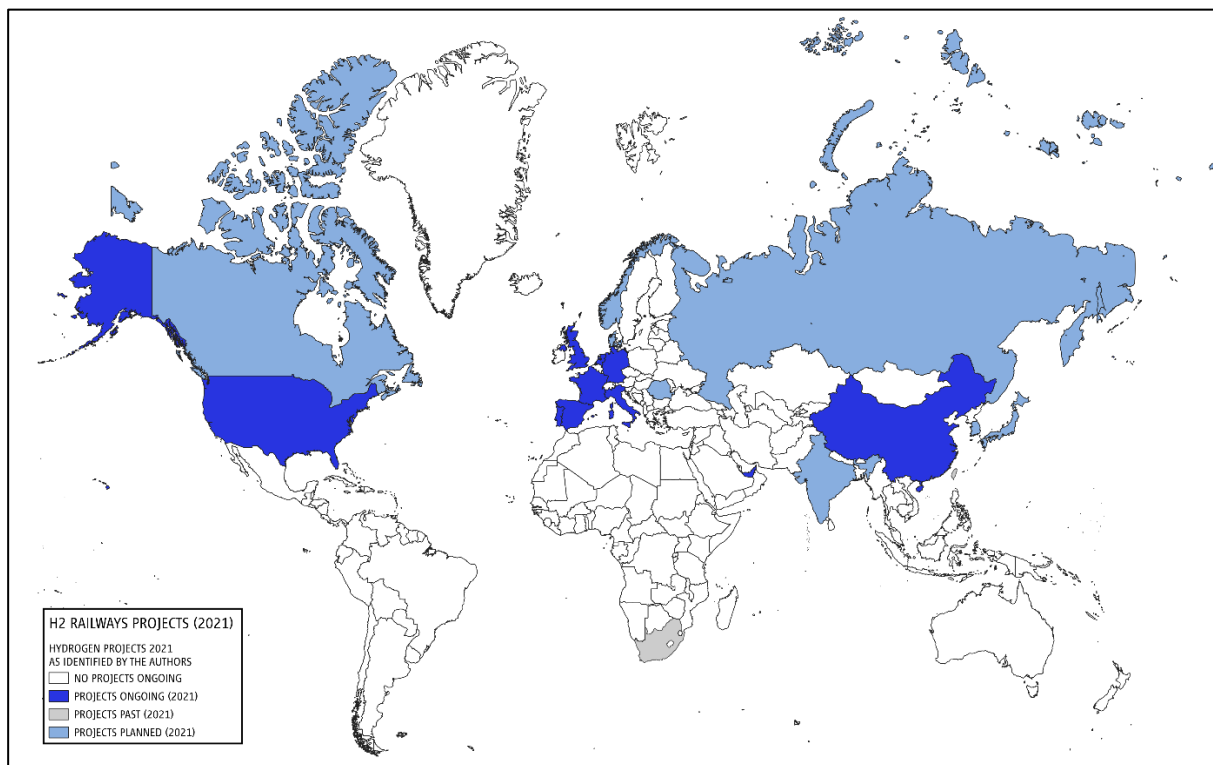 H2 RAILWAYS PROJECTS (2021)
HYDROGEN PROJECTS 2021
AS IDENTIFIED BY THE AUTHORS
NO PROJECTS ONGOING
PROJECTS ONGOING (2021)
PROJECTS PAST (2021)
PROJECTS PLANNED (2021)